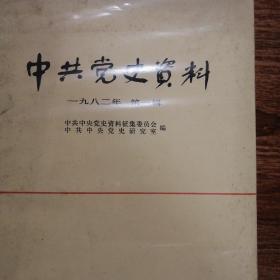 中共党史資料
一九八二年 第 辑
中共中央党史资料征集委员会
中共中央党史研究室
编